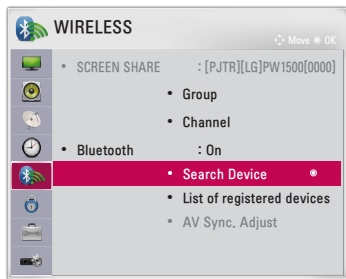 WIRELESS
Move OK
• SCREEN SHARE : [PJTR][LG]PW1500[0000]
• Group
• Channel
• Bluetooth : On
• Search Device
• List of registered devices
• AV Sync. Adjust